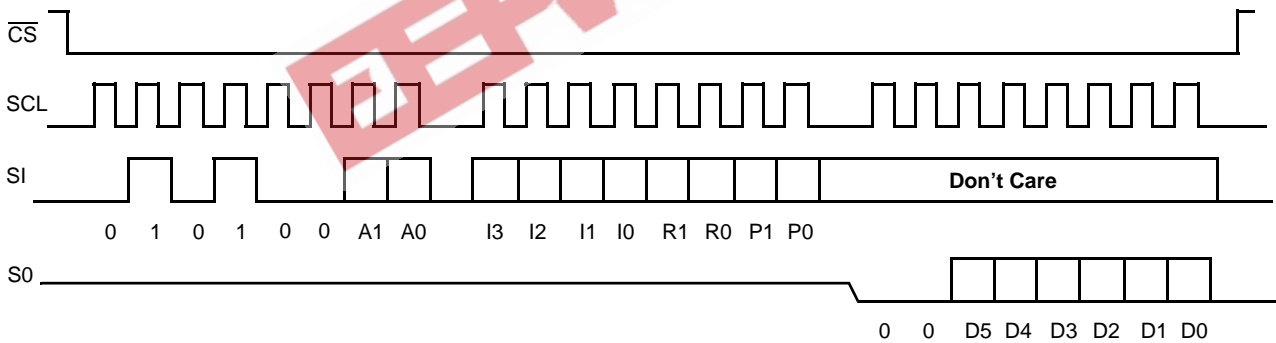 CS
SCL
SI
Don't Care
0 1 0 1 0 0 A1 A0 I3 I2 I1 I0 R1 R0 P1 P0
S0
0 0 D5 D4 D3 D2 D1 D0